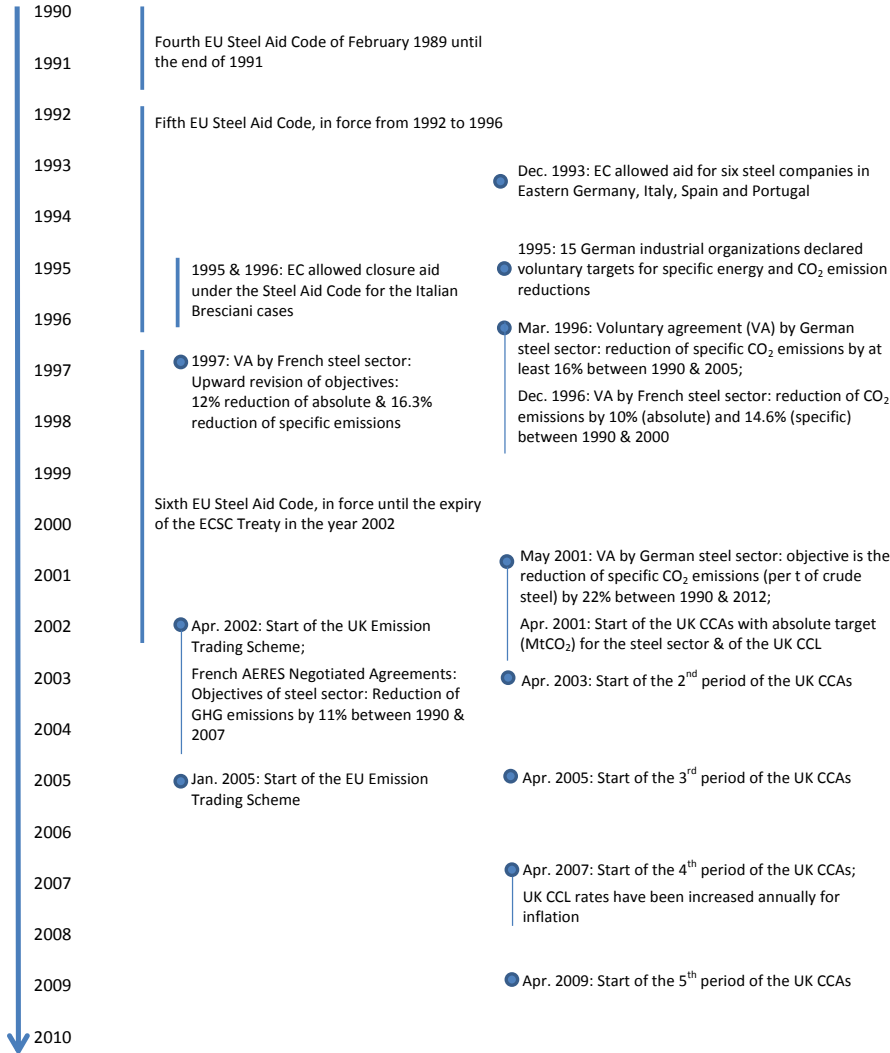 1990
Fourth EU Steel Aid Code of February 1989 until
the end of 1991
1991
1992
Fifth EU Steel Aid Code, in force from 1992 to 1996
1993
Dec. 1993: EC allowed aid for six steel companies in
Eastern Germany, Italy, Spain and Portugal
1994
1995: 15 German industrial organizations declared
voluntary targets for specific energy and CO2 emission
reductions
1995
1995 & 1996: EC allowed closure aid
under the Steel Aid Code for the Italian
Bresciani cases
1996
Mar. 1996: Voluntary agreement (VA) by German
steel sector: reduction of specific CO2 emissions by at
least 16% between 1990 & 2005;
Dec. 1996: VA by French steel sector: reduction of CO2
emissions by 10% (absolute) and 14.6% (specific)
between 1990 & 2000
1997
1997: VA by French steel sector:
Upward revision of objectives:
12% reduction of absolute & 16.3%
reduction of specific emissions
1998
1999
Sixth EU Steel Aid Code, in force until the expiry
of the ECSC Treaty in the year 2002
2000
May 2001: VA by German steel sector: objective is the
reduction of specific CO2 emissions (per t of crude
steel) by 22% between 1990 & 2012;
Apr. 2001: Start of the UK CCAs with absolute target
(MtCO2) for the steel sector & of the UK CCL
2001
2002
Apr. 2002: Start of the UK Emission
Trading Scheme;
French AERES Negotiated Agreements:
Objectives of steel sector: Reduction of
GHG emissions by 11% between 1990 &
2007
2003
Apr. 2003: Start of the 2nd period of the UK CCAs
2004
2005
Jan. 2005: Start of the EU Emission
Trading Scheme
Apr. 2005: Start of the 3rd period of the UK CCAs
2006
2007
Apr. 2007: Start of the 4th period of the UK CCAs;
UK CCL rates have been increased annually for
inflation
2008
2009
Apr. 2009: Start of the 5th period of the UK CCAs
2010